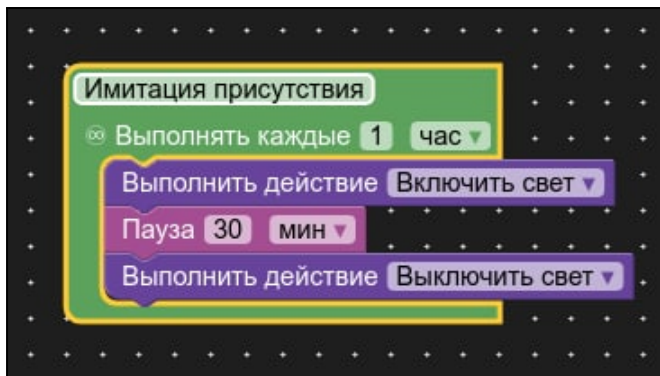 Имитация присутствия
♾ Выполнять каждые 1 час ▾
Выполнить действие Включить свет ▾
Пауза 30 мин ▾
Выполнить действие Выключить свет ▾